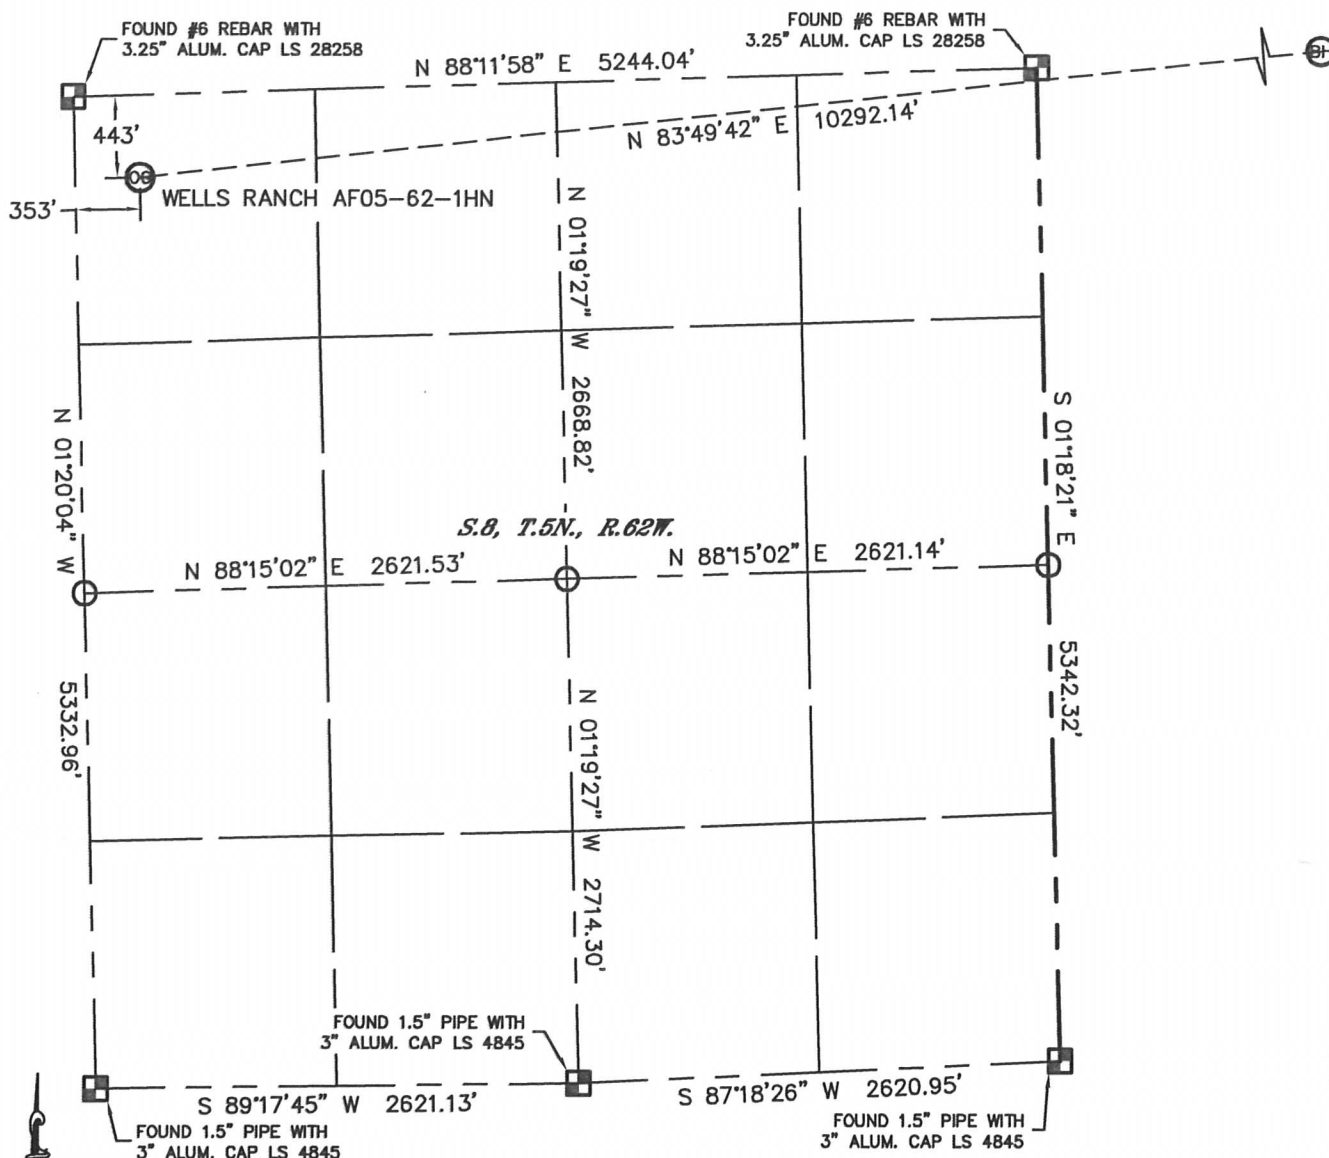 FOUND #6 REBAR WITH
3.25" ALUM. CAP LS 28258
FOUND #6 REBAR WITH
3.25" ALUM. CAP LS 28258
N 88°11'58" E 5244.04'
BH
443'
N 83°49'42" E 10292.14'
OG
WELLS RANCH AF05-62-1HN
353'
N 01°19'27" W 2668.82'
N 01°20'04" W 5332.96'
S 01°18'21" E 5342.32'
S.8, T.5N., R.62W.
N 88°15'02" E 2621.53'
N 88°15'02" E 2621.14'
N 01°19'27" W 2714.30'
FOUND 1.5" PIPE WITH
3" ALUM. CAP LS 4845
S 89°17'45" W 2621.13'
S 87°18'26" W 2620.95'
FOUND 1.5" PIPE WITH
3" ALUM. CAP LS 4845
FOUND 1.5" PIPE WITH
3" ALUM. CAP LS 4845